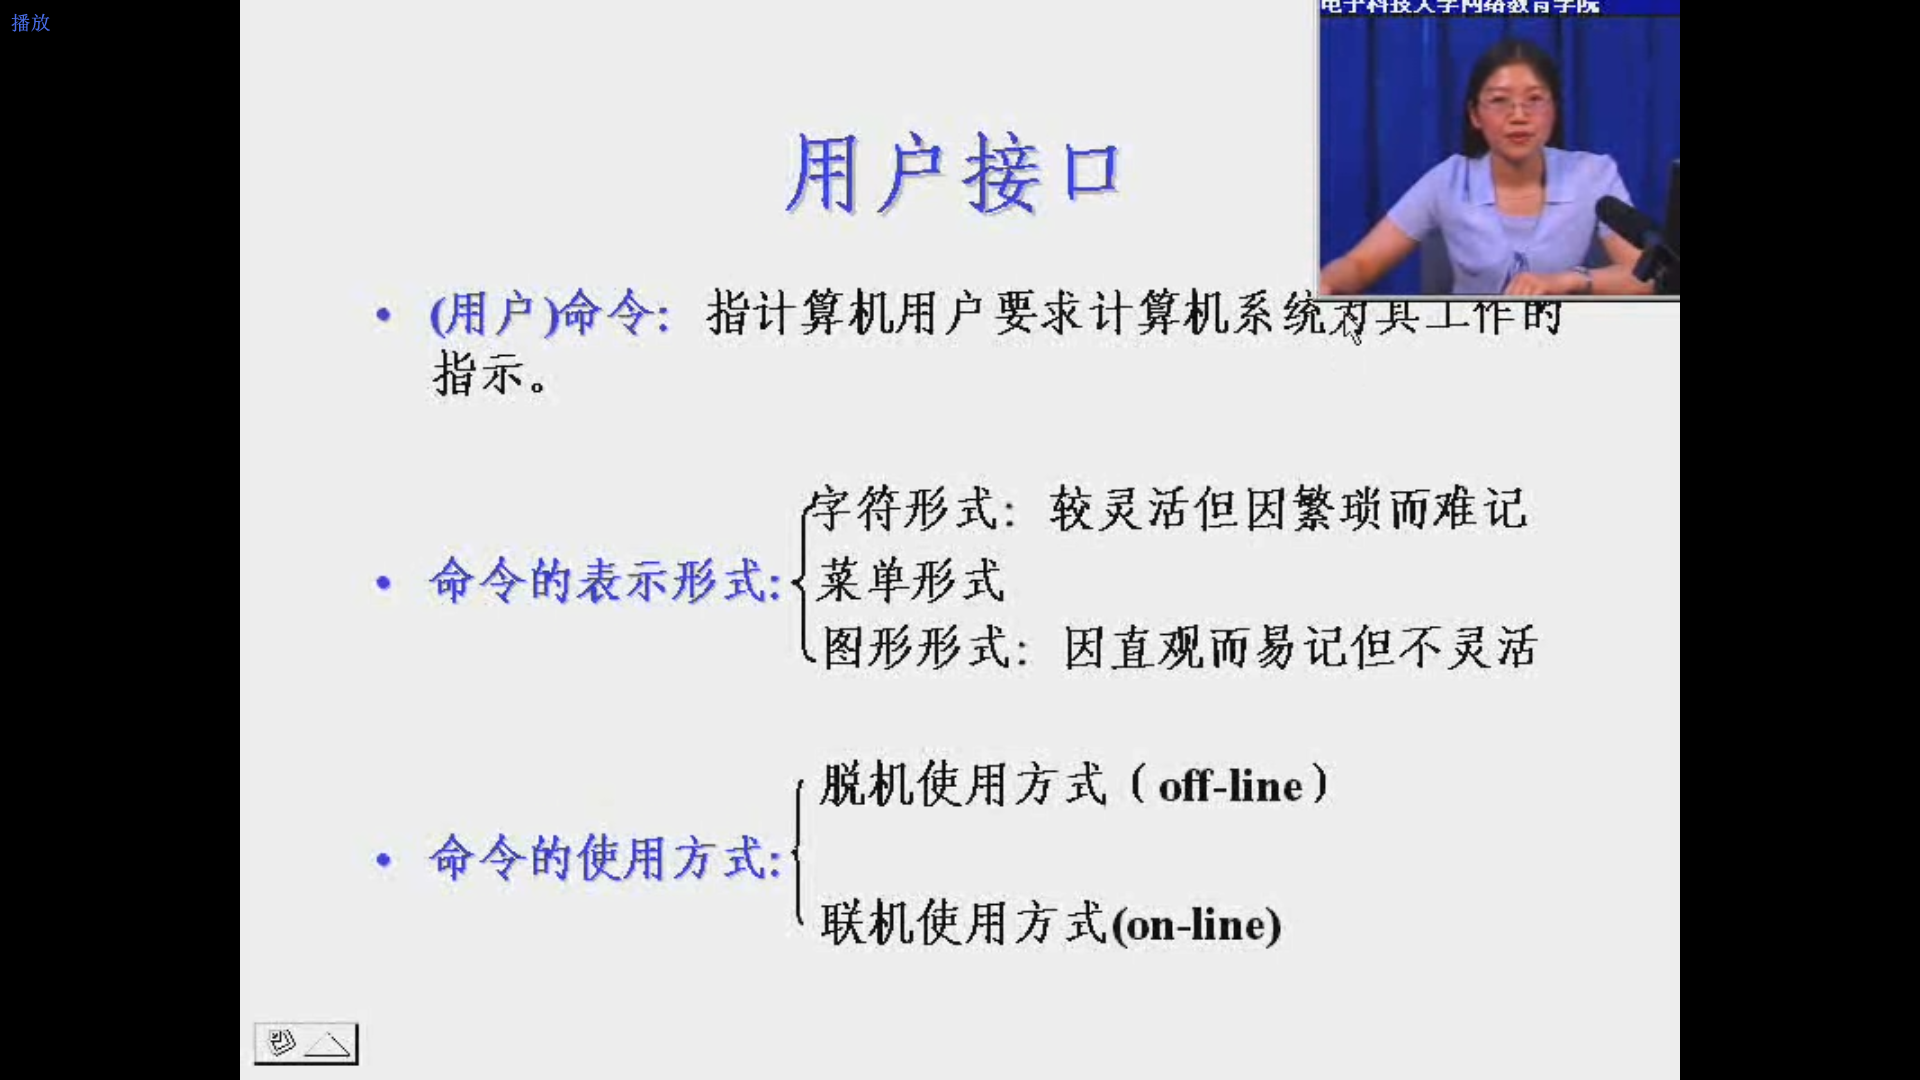 播放
电子科技大学网络教育学院
用户接口
• (用户)命令: 指计算机用户要求计算机系统为其工作的
指示。
字符形式: 较灵活但因繁琐而难记
• 命令的表示形式:
菜单形式
图形形式: 因直观而易记但不灵活
脱机使用方式（off-line）
• 命令的使用方式:
联机使用方式(on-line)